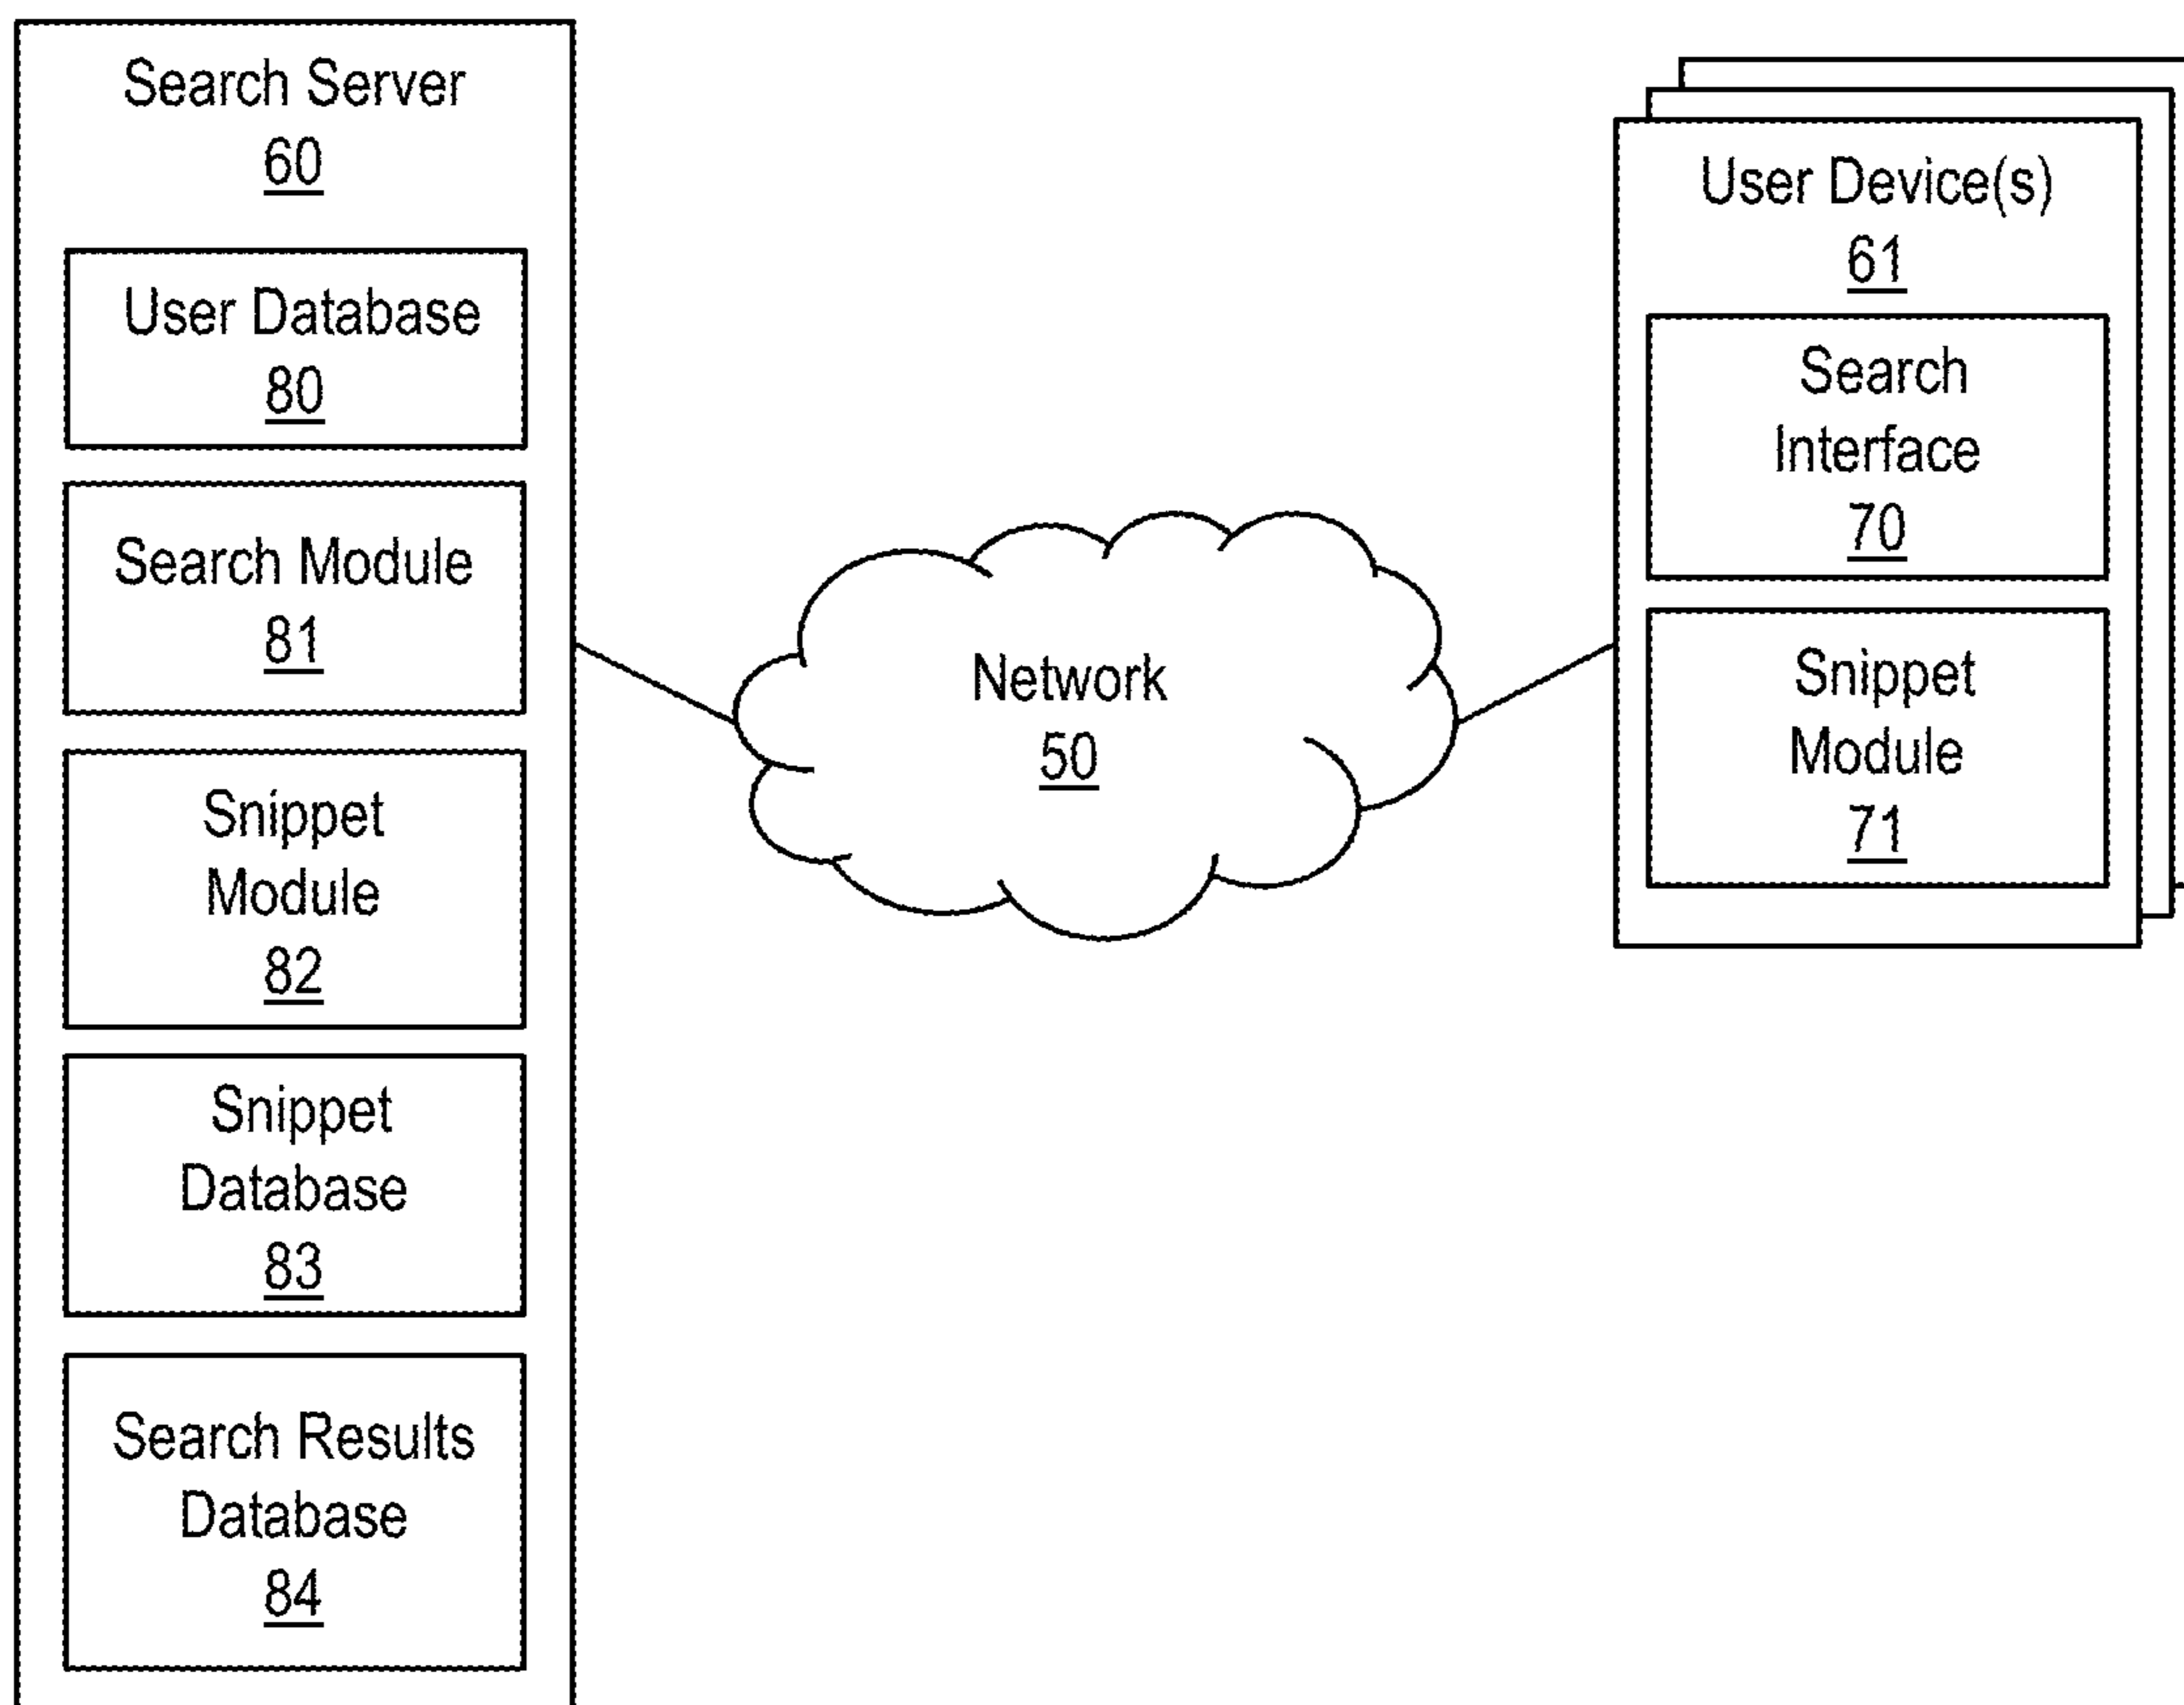 Search Server
60
User Database
80
Search Module
81
Snippet
Module
82
Snippet
Database
83
Search Results
Database
84
Network
50
User Device(s)
61
Search
Interface
70
Snippet
Module
71